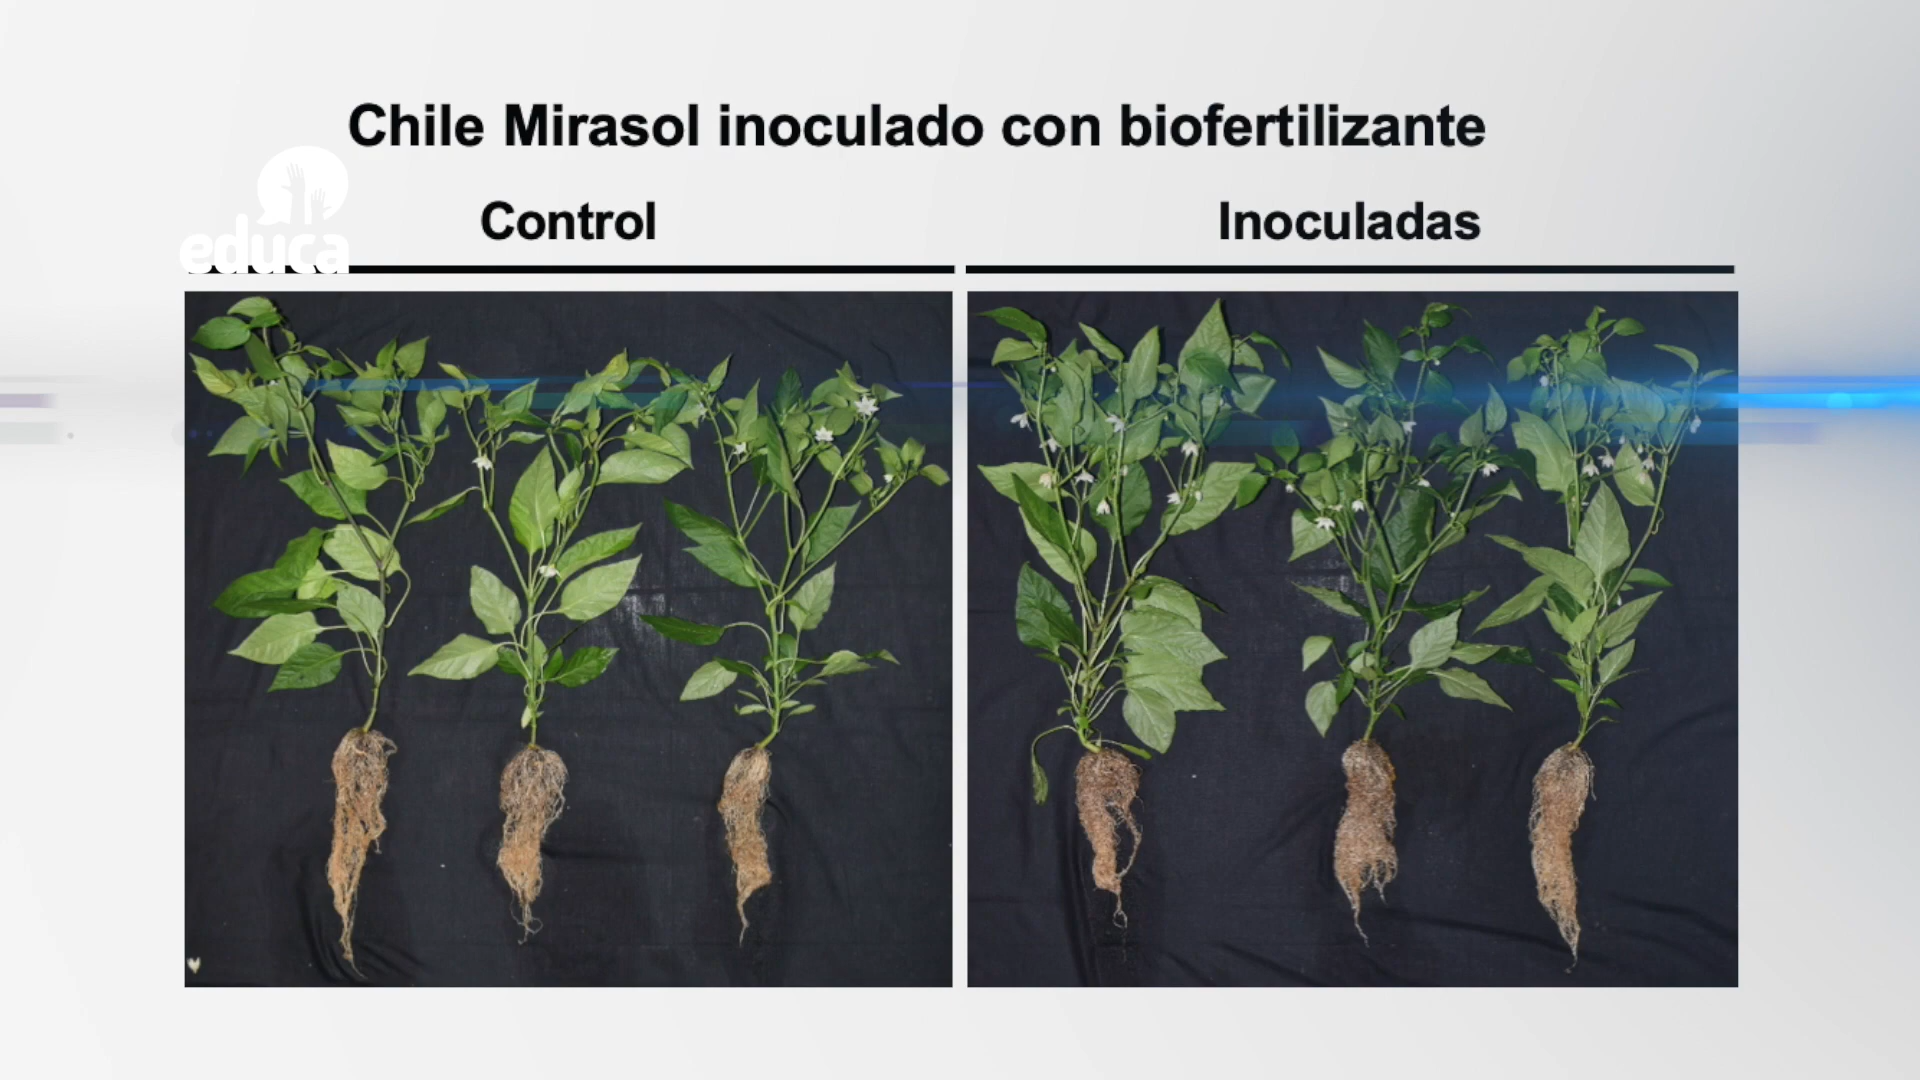 Chile Mirasol inoculado con biofertilizante
educa
Control
Inoculadas